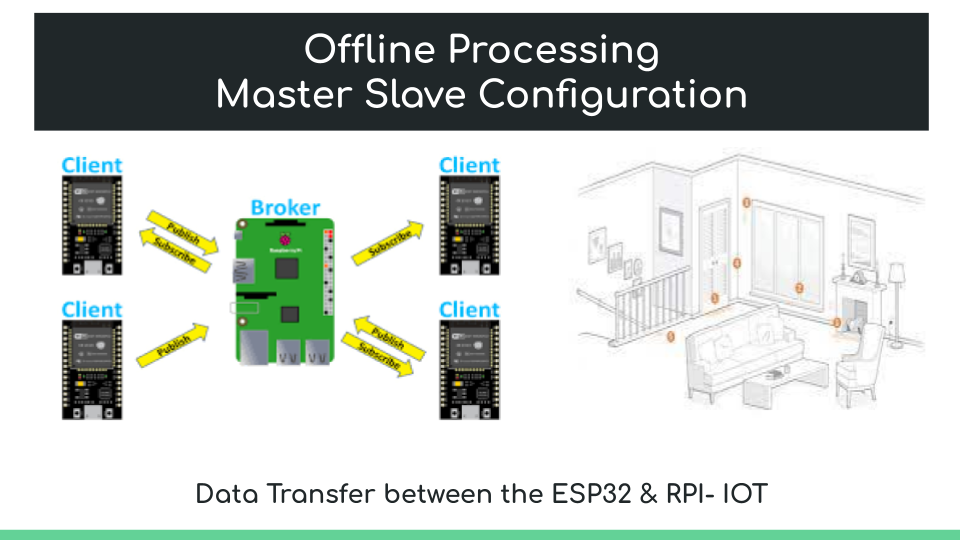 Offline Processing
Master Slave Configuration
Client
Client
Broker
Publish
Subscribe
Subscribe
Client
Client
Publish
Publish
Subscribe
Data Transfer between the ESP32 & RPI- IOT